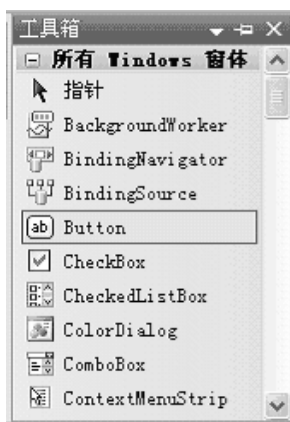 工具箱
所有 Windows 窗体
指针
BackgroundWorker
BindingNavigator
BindingSource
ab Button
CheckBox
CheckedListBox
ColorDialog
ComboBox
ContextMenuStrip